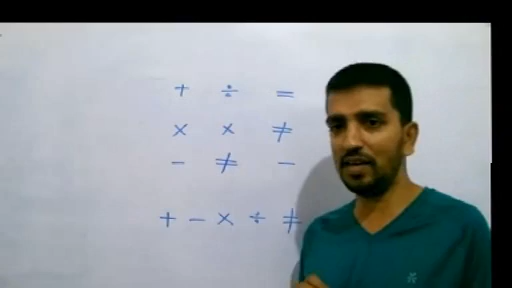 + ÷ =
× × ≠
− ≠ −
+ − × ÷ ≠